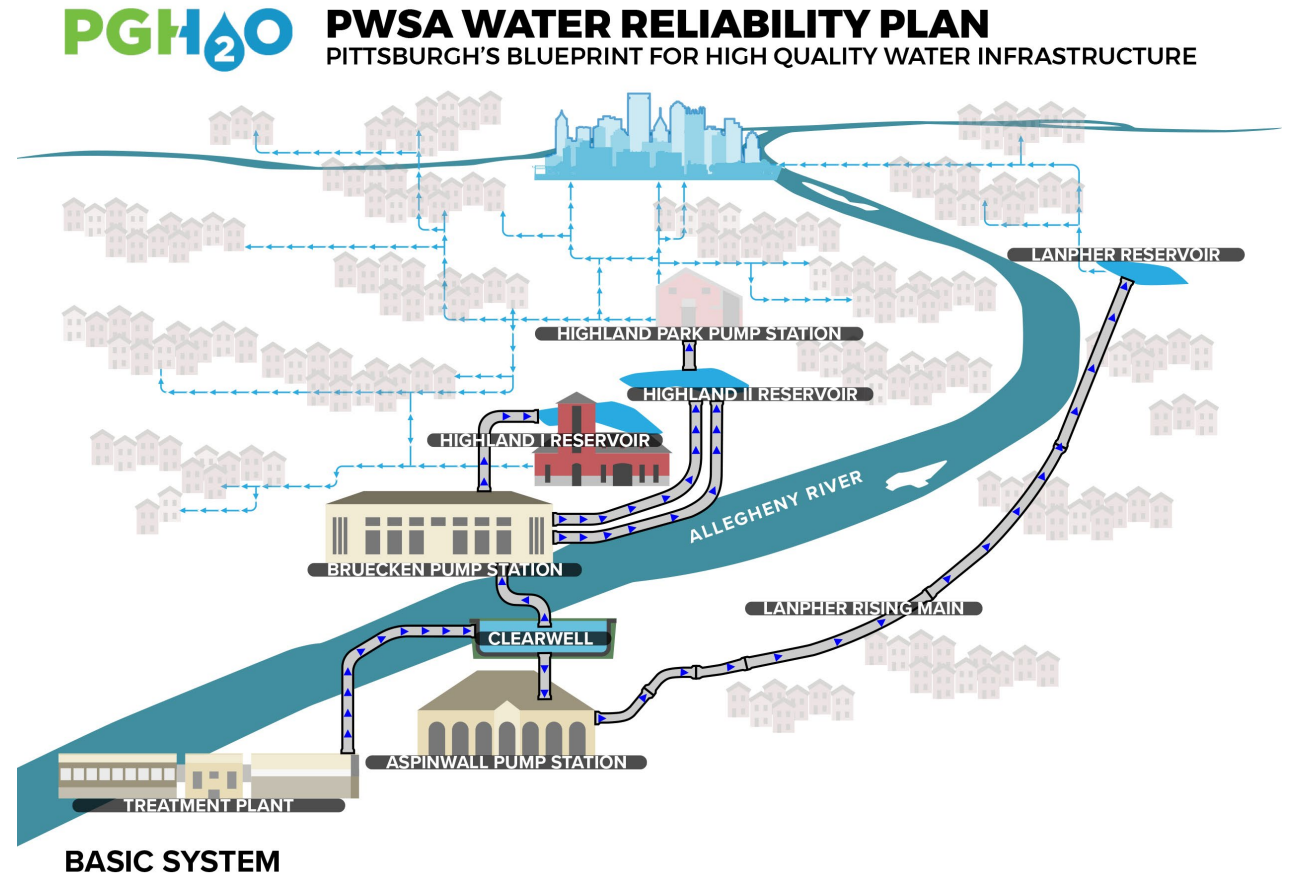 PGH2O
PWSA WATER RELIABILITY PLAN
PITTSBURGH'S BLUEPRINT FOR HIGH QUALITY WATER INFRASTRUCTURE
LANPHER RESERVOIR
HIGHLAND PARK PUMP STATION
HIGHLAND II RESERVOIR
HIGHLAND I RESERVOIR
ALLEGHENY RIVER
BRUECKEN PUMP STATION
LANPHER RISING MAIN
CLEARWELL
ASPINWALL PUMP STATION
TREATMENT PLANT
BASIC SYSTEM